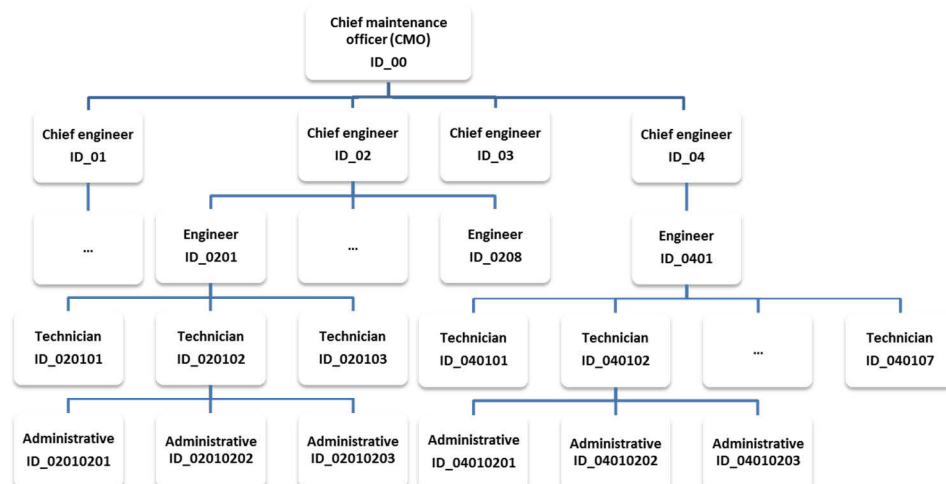 Chief maintenance
officer (CMO)
ID_00
Chief engineer
ID_01
Chief engineer
ID_02
Chief engineer
ID_03
Chief engineer
ID_04
...
Engineer
ID_0201
...
Engineer
ID_0208
Engineer
ID_0401
Technician
ID_020101
Technician
ID_020102
Technician
ID_020103
Technician
ID_040101
Technician
ID_040102
...
Technician
ID_040107
Administrative
ID_02010201
Administrative
ID_02010202
Administrative
ID_02010203
Administrative
ID_04010201
Administrative
ID_04010202
Administrative
ID_04010203